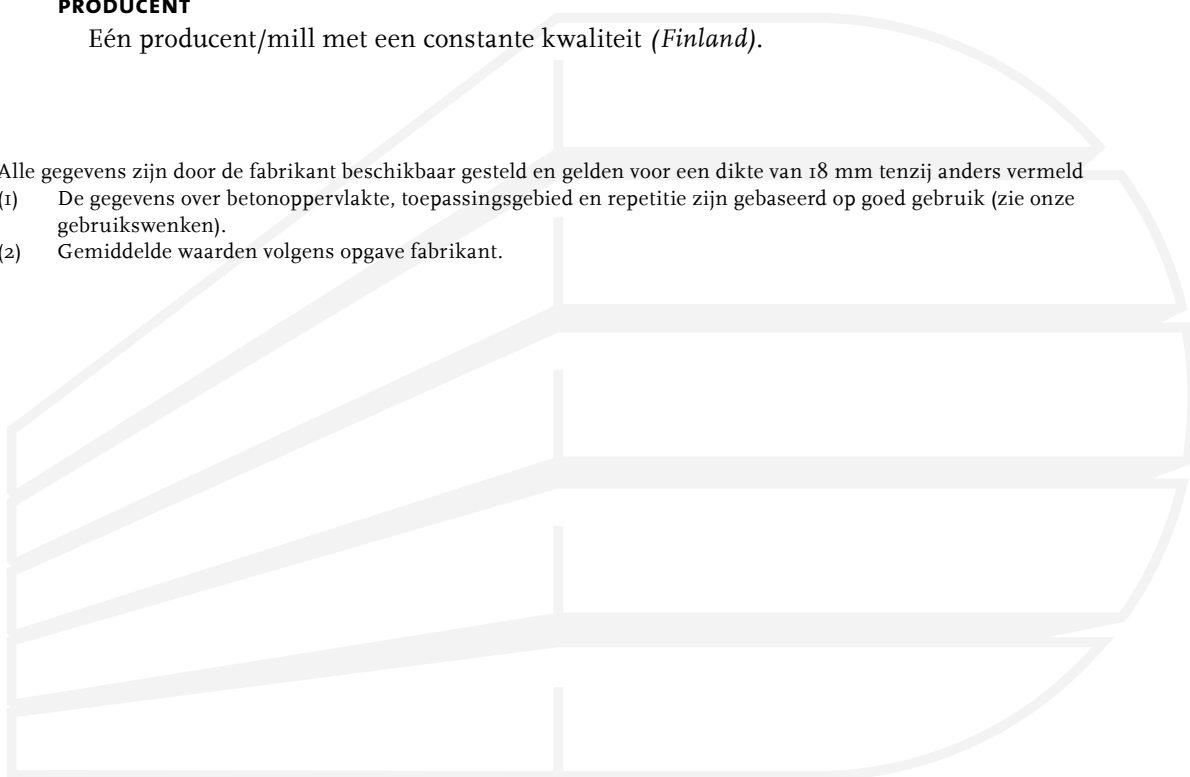 PRODUCENT
Eén producent/mill met een constante kwaliteit (Finland).
Alle gegevens zijn door de fabrikant beschikbaar gesteld en gelden voor een dikte van 18 mm tenzij anders vermeld
(1) De gegevens over betonoppervlakte, toepassingsgebied en repetitie zijn gebaseerd op goed gebruik (zie onze
gebruikswenken).
(2) Gemiddelde waarden volgens opgave fabrikant.